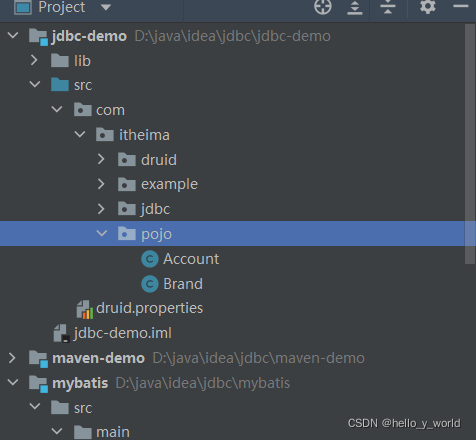 Project
jdbc-demo D:\java\idea\jdbc\jdbc-demo
lib
src
com
itheima
druid
example
jdbc
pojo
C Account
C Brand
druid.properties
jdbc-demo.iml
maven-demo D:\java\idea\jdbc\maven-demo
mybatis D:\java\idea\jdbc\mybatis
src
main
CSDN @hello_y_world